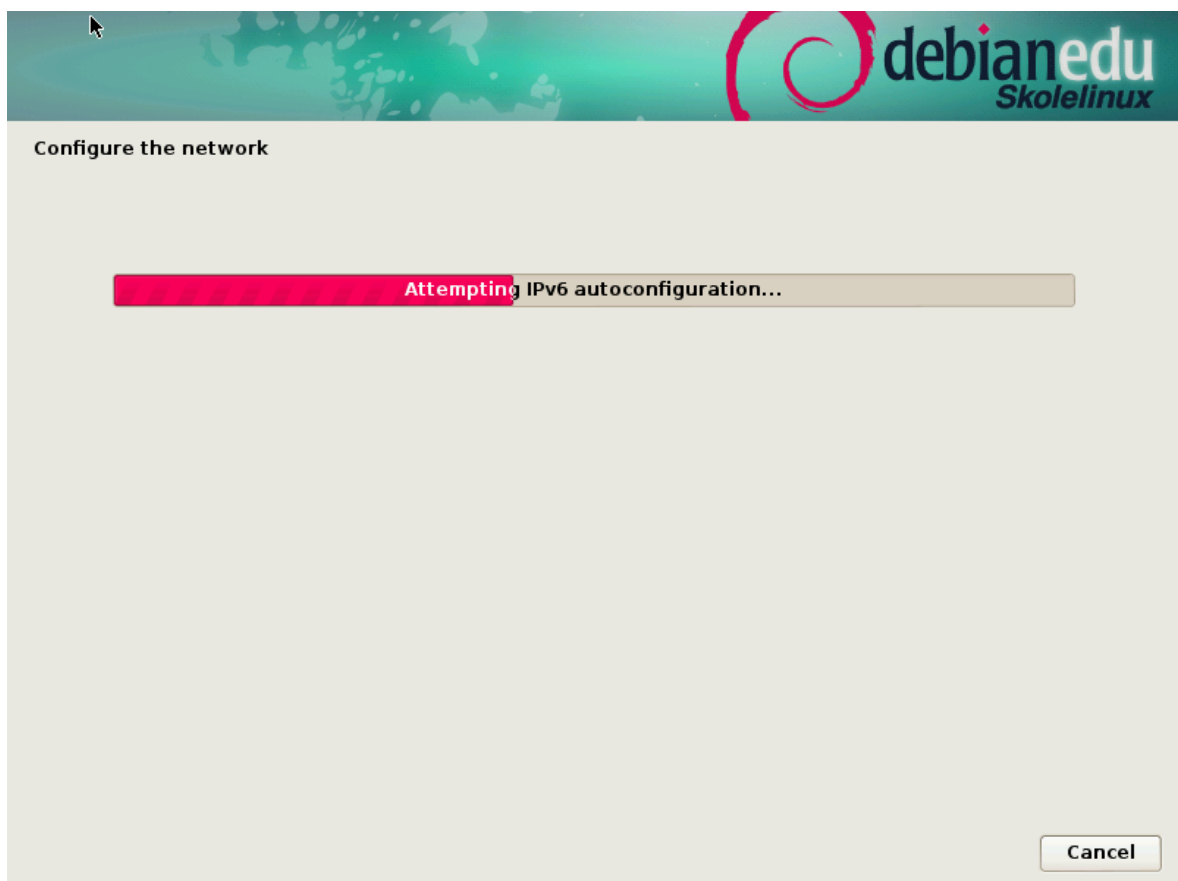 debianedu
Skolelinux
Configure the network
Attempting IPv6 autoconfiguration...
Cancel